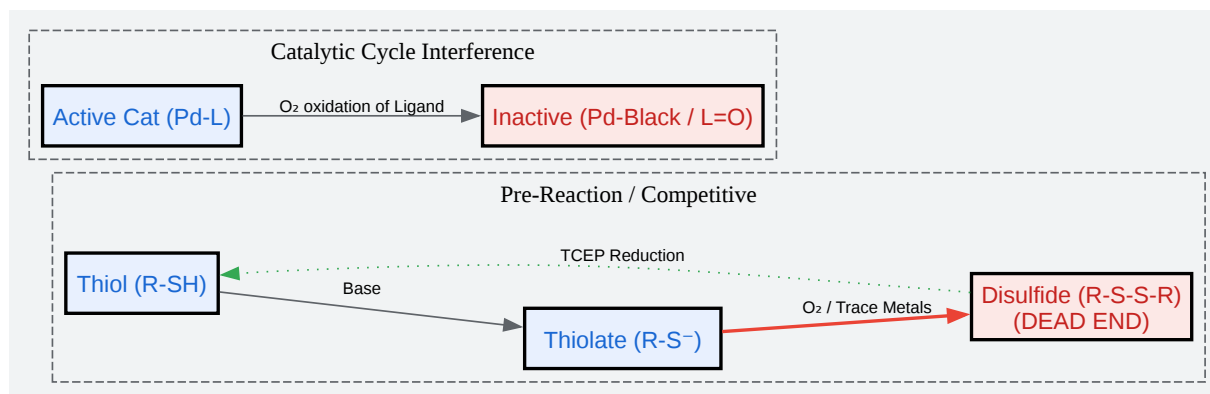 Catalytic Cycle Interference
Active Cat (Pd-L)
O₂ oxidation of Ligand
Inactive (Pd-Black / L=O)
Pre-Reaction / Competitive
TCEP Reduction
Thiol (R-SH)
Base
Thiolate (R-S⁻)
O₂ / Trace Metals
Disulfide (R-S-S-R)
(DEAD END)